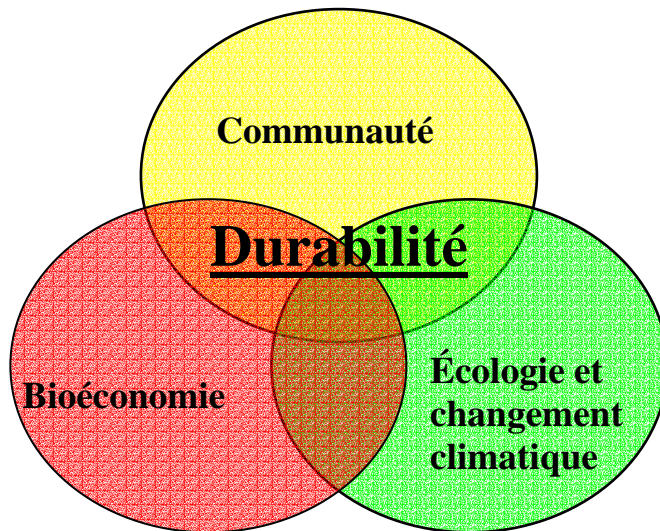 Communauté
Durabilité
Bioéconomie
Écologie et
changement
climatique